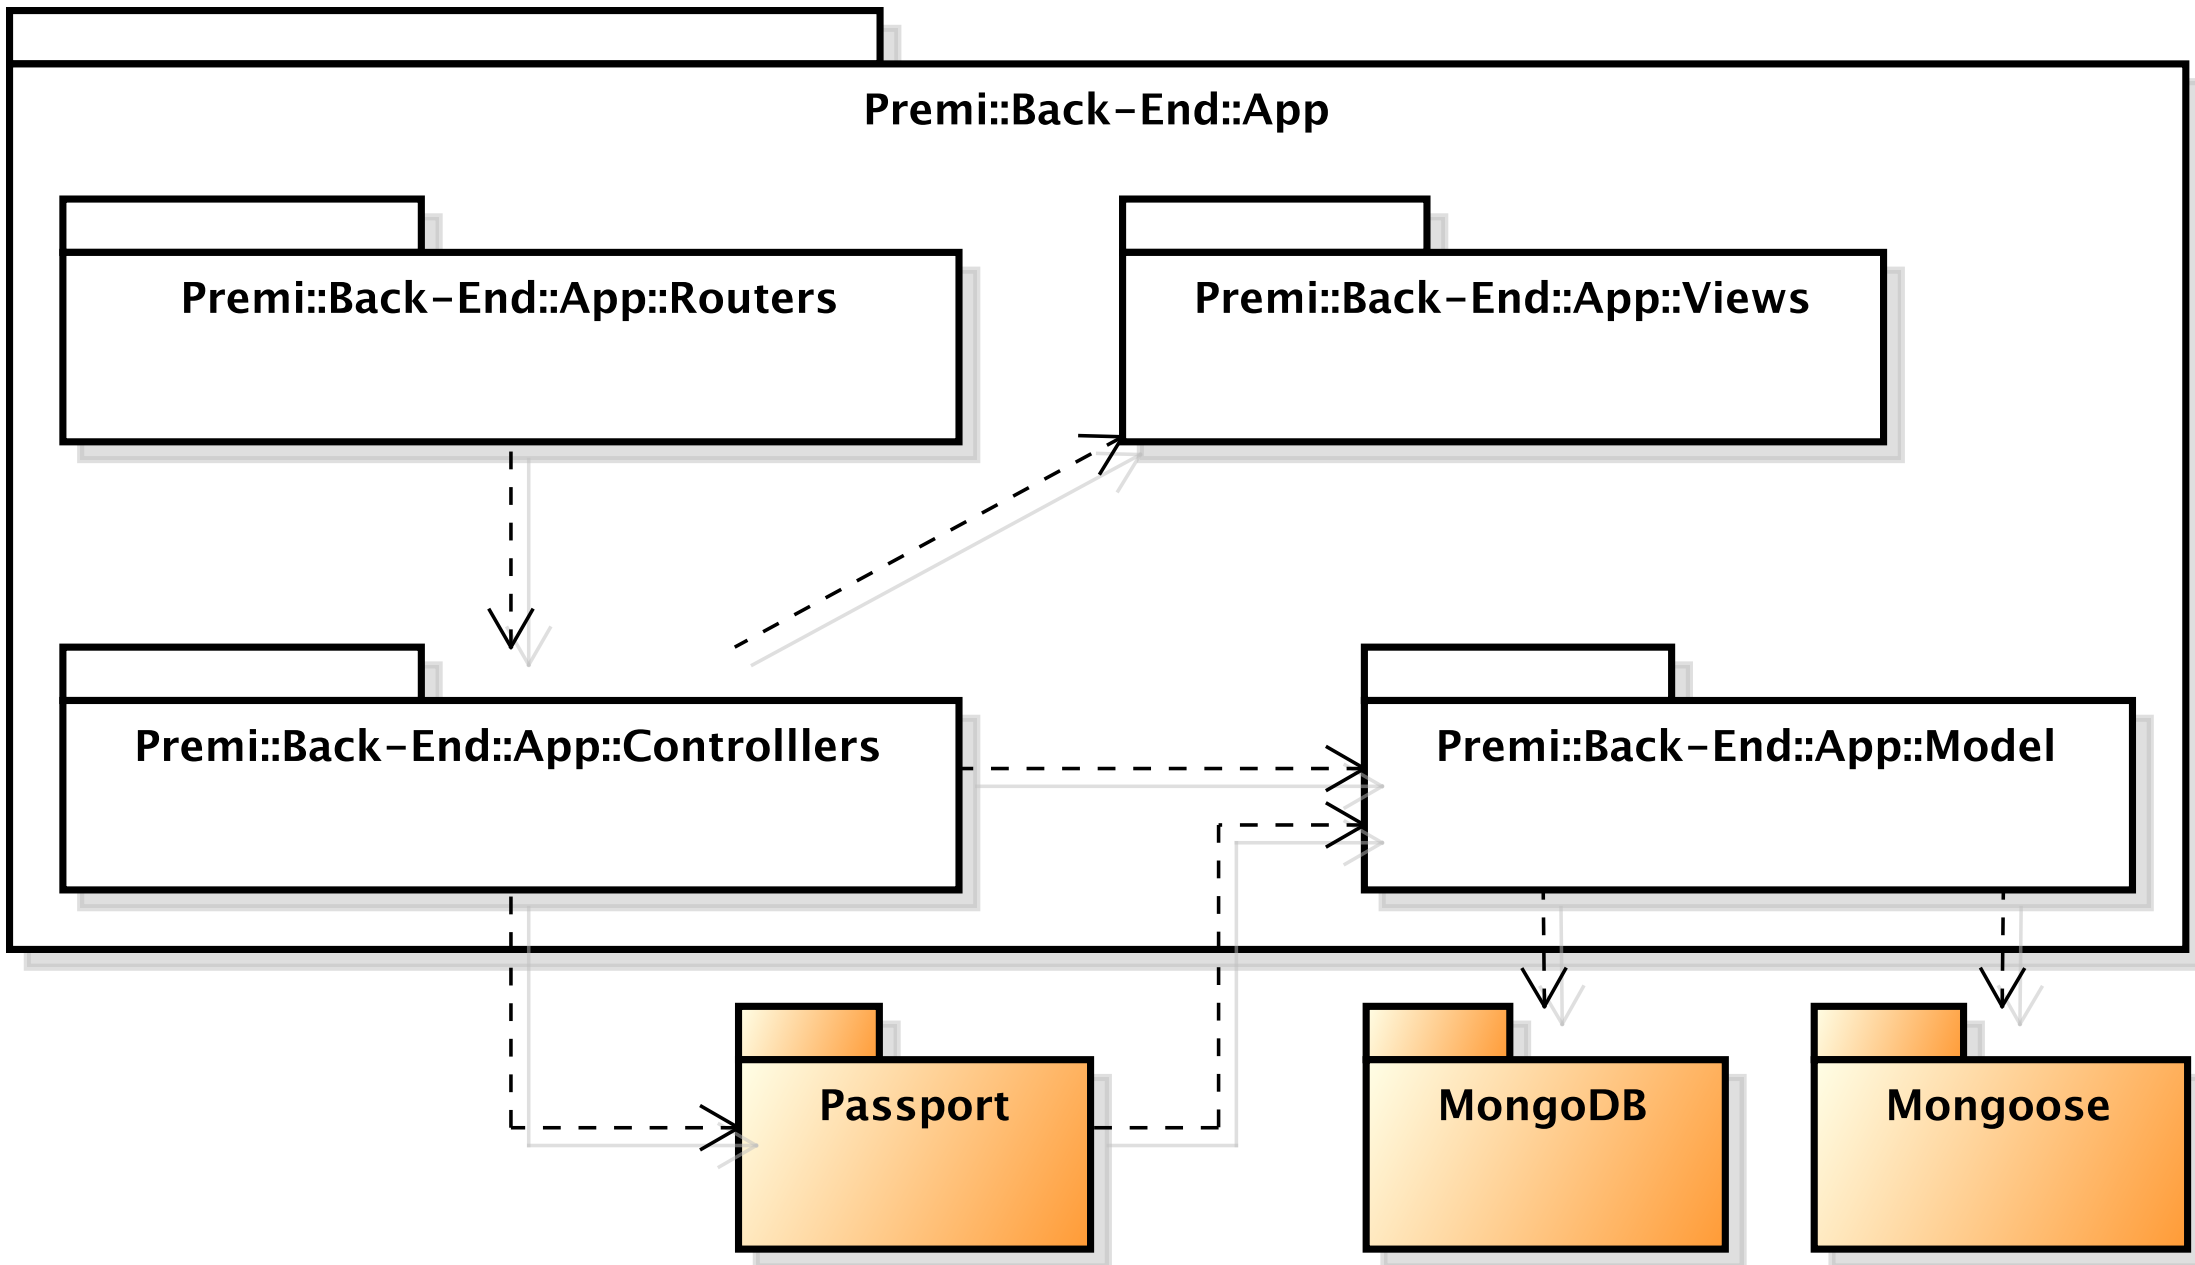 Premi::Back-End::App
Premi::Back-End::App::Routers
Premi::Back-End::App::Views
Premi::Back-End::App::Controlllers
Premi::Back-End::App::Model
Passport
MongoDB
Mongoose